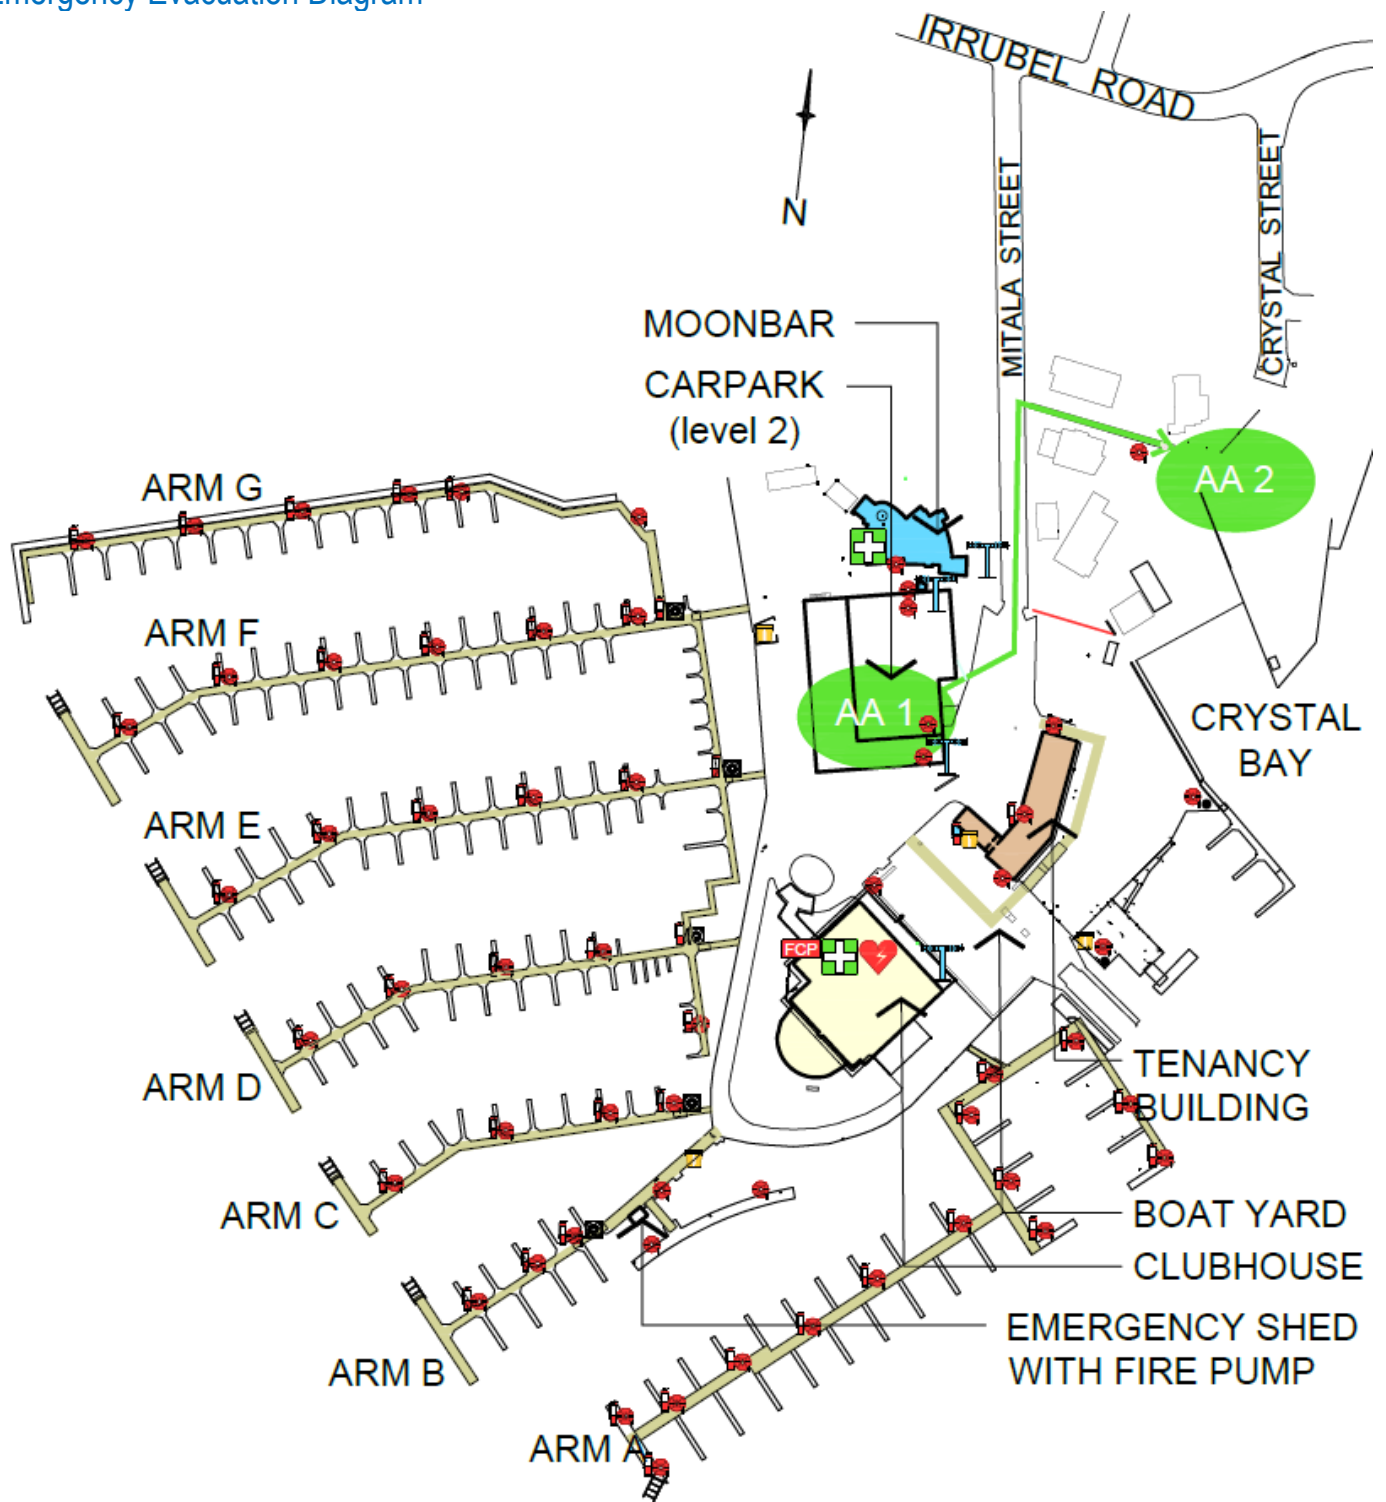 Emergency Evacuation Diagram
IRRUBEL ROAD
N
MITALA STREET
CRYSTAL STREET
MOONBAR
CARPARK
(level 2)
AA 2
ARM G
ARM F
AA 1
CRYSTAL
BAY
ARM E
FCP
ARM D
TENANCY
BUILDING
ARM C
BOAT YARD
CLUBHOUSE
EMERGENCY SHED
WITH FIRE PUMP
ARM B
ARM A